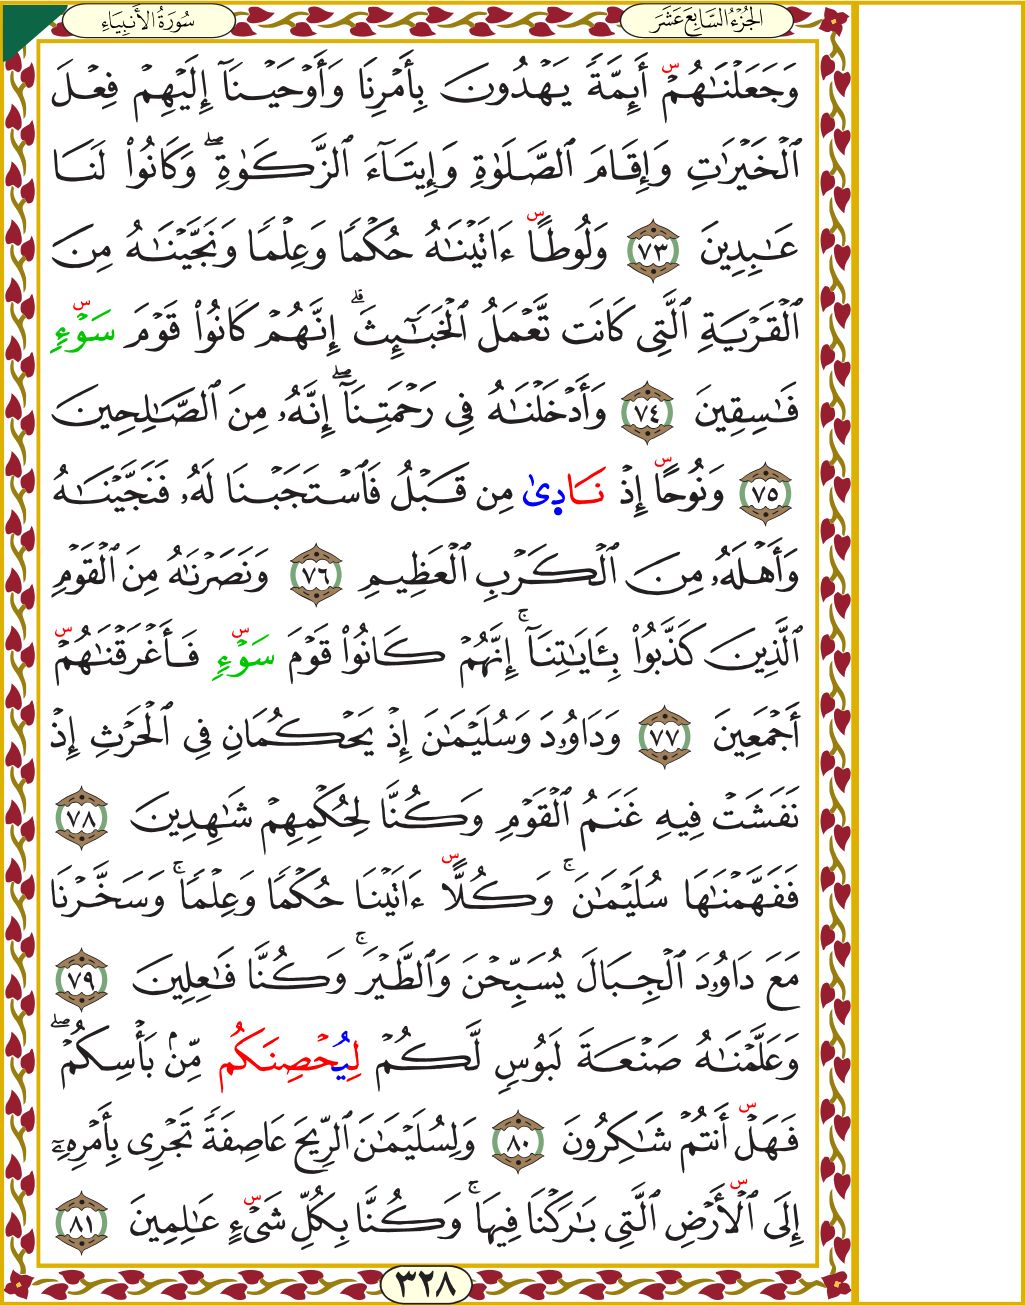 الجُزْءُ السَّابِعَ عَشَرَ
سُورَةُ الأَنبِيَاءِ
وَجَعَلْنَٰهُمْۜ أَئِمَّةً يَهْدُونَ بِأَمْرِنَا وَأَوْحَيْنَآ إِلَيْهِمْ فِعْلَ
ٱلْخَيْرَٰتِ وَإِقَامَ ٱلصَّلَوٰةِ وَإِيتَآءَ ٱلزَّكَوٰةِۖ وَكَانُوا۟ لَنَا
عَٰبِدِينَ ٧٣ وَلُوطًاۜ ءَاتَيْنَٰهُ حُكْمًا وَعِلْمًا وَنَجَّيْنَٰهُ مِنَ
ٱلْقَرْيَةِ ٱلَّتِى كَانَت تَّعْمَلُ ٱلْخَبَٰٓئِثَۗ إِنَّهُمْ كَانُوا۟ قَوْمَ سَوْۜءٍ
فَٰسِقِينَ ٧٤ وَأَدْخَلْنَٰهُ فِى رَحْمَتِنَآۖ إِنَّهُۥ مِنَ ٱلصَّٰلِحِينَ
٧٥ وَنُوحًاۜ إِذْ نَادِىٰ مِن قَبْلُ فَٱسْتَجَبْنَا لَهُۥ فَنَجَّيْنَٰهُ
وَأَهْلَهُۥ مِنَ ٱلْكَرْبِ ٱلْعَظِيمِ ٧٦ وَنَصَرْنَٰهُ مِنَ ٱلْقَوْمِ
ٱلَّذِينَ كَذَّبُوا۟ بِـَٔايَٰتِنَآۚ إِنَّهُمْ كَانُوا۟ قَوْمَ سَوْۜءٍ فَأَغْرَقْنَٰهُمْۜ
أَجْمَعِينَ ٧٧ وَدَاوُۥدَ وَسُلَيْمَٰنَ إِذْ يَحْكُمَانِ فِى ٱلْحَرْثِ إِذْ
نَفَشَتْ فِيهِ غَنَمُ ٱلْقَوْمِ وَكُنَّا لِحُكْمِهِمْ شَٰهِدِينَ ٧٨
فَفَهَّمْنَٰهَا سُلَيْمَٰنَۚ وَكُلًّاۜ ءَاتَيْنَا حُكْمًا وَعِلْمًاۚ وَسَخَّرْنَا
مَعَ دَاوُۥدَ ٱلْجِبَالَ يُسَبِّحْنَ وَٱلطَّيْرَۚ وَكُنَّا فَٰعِلِينَ ٧٩
وَعَلَّمْنَٰهُ صَنْعَةَ لَبُوسٍ لَّكُمْ لِيُحْصِنَكُم مِّنۢ بَأْسِكُمْۖ
فَهَلْۜ أَنتُمْ شَٰكِرُونَ ٨٠ وَلِسُلَيْمَٰنَ ٱلرِّيحَ عَاصِفَةً تَجْرِى بِأَمْرِهِۦٓ
إِلَى ٱلْۜأَرْضِ ٱلَّتِى بَٰرَكْنَا فِيهَاۚ وَكُنَّا بِكُلِّ شَىْۜءٍ عَٰلِمِينَ ٨١
٣٢٨